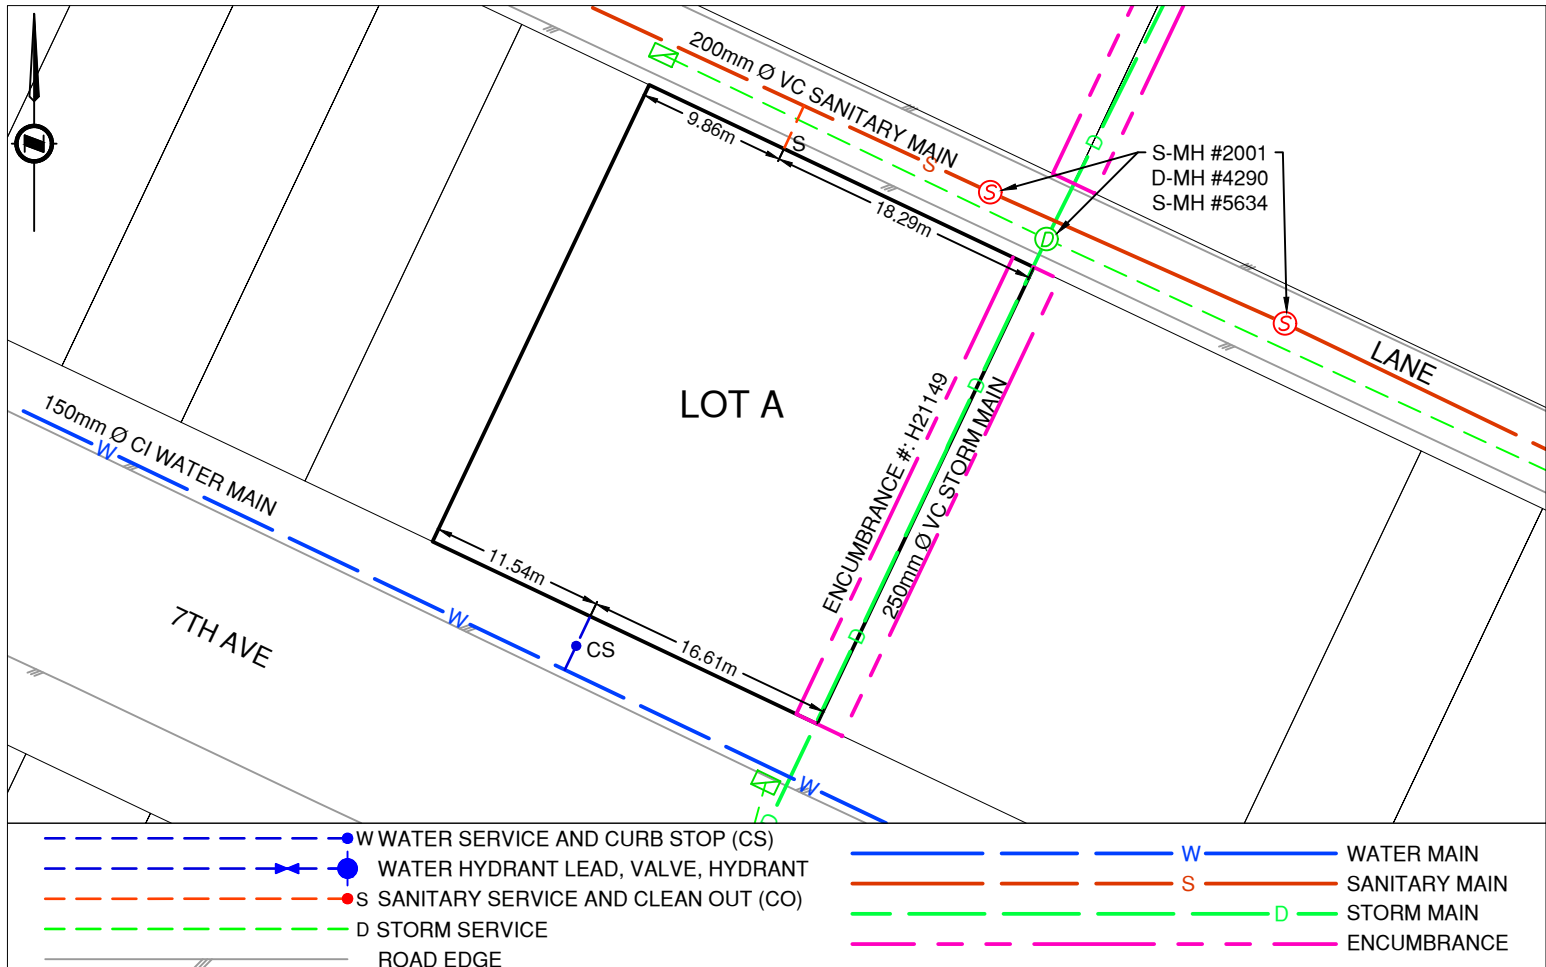 200mm Ø VC SANITARY MAIN
9.86m
S
S
S
18.29m
D
D
S-MH #2001
D-MH #4290
S-MH #5634
S
LANE
LOT A
ENCUMBRANCE #: H21149
250mm Ø VC STORM MAIN
D
D
150mm Ø CI WATER MAIN
W
W
W
7TH AVE
11.54m
16.61m
CS
D
N
W WATER SERVICE AND CURB STOP (CS)
WATER HYDRANT LEAD, VALVE, HYDRANT
S SANITARY SERVICE AND CLEAN OUT (CO)
D STORM SERVICE
ROAD EDGE
W WATER MAIN
S SANITARY MAIN
D STORM MAIN
ENCUMBRANCE